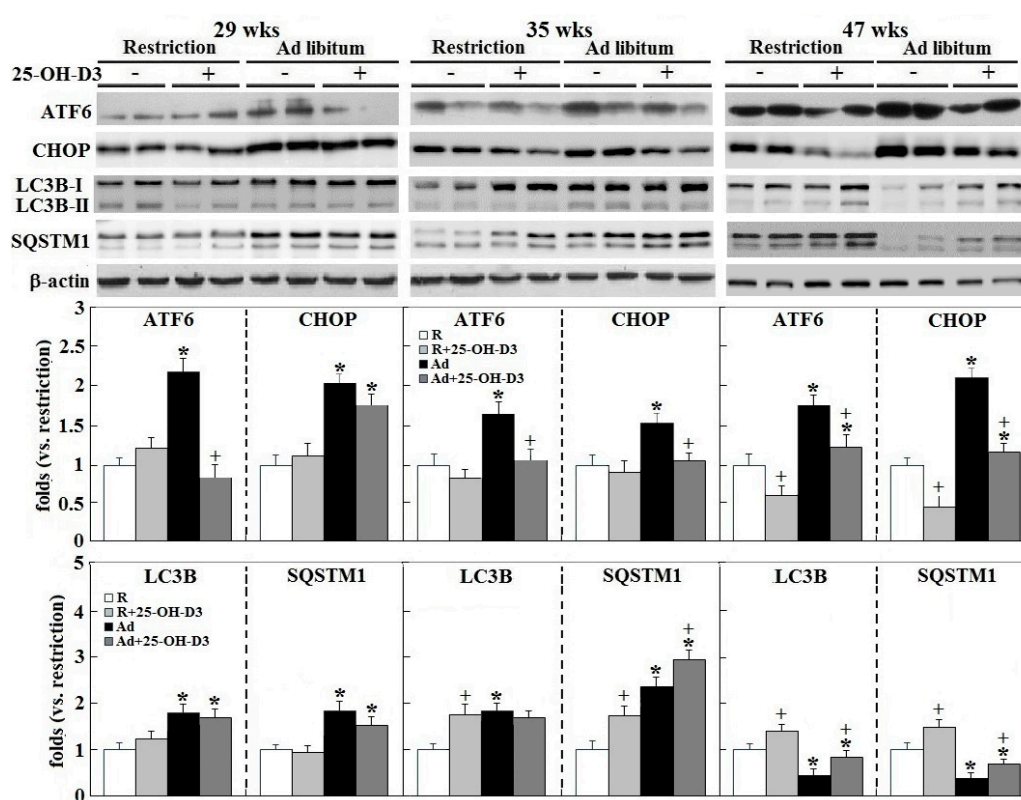 29 wks 35 wks 47 wks
Restriction Ad libitum Restriction Ad libitum Restriction Ad libitum
25-OH-D3 - + - + - + - + - + - +
ATF6
CHOP
LC3B-I
LC3B-II
SQSTM1
β-actin
3
2.5
2
1.5
1
0.5
0
folds (vs. restriction)
ATF6 CHOP ATF6 CHOP ATF6 CHOP
R
R+25-OH-D3
Ad
Ad+25-OH-D3
* + * * * + * + + * + + * +
* *
5
4
3
2
1
0
folds (vs. restriction)
LC3B SQSTM1 LC3B SQSTM1 LC3B SQSTM1
R
R+25-OH-D3
Ad
Ad+25-OH-D3
* * * * + * + * + + * + + * +
* * *